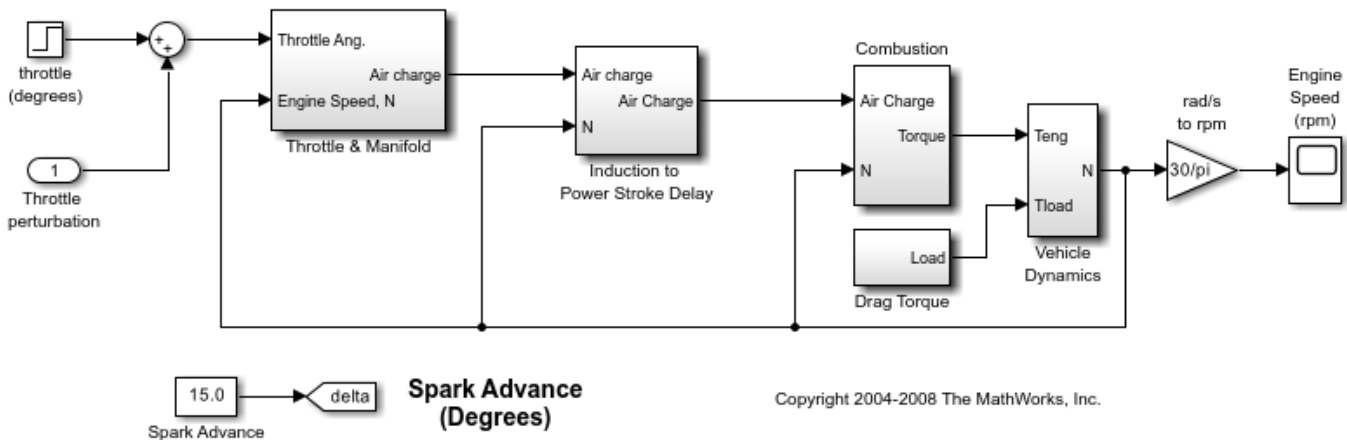 throttle
(degrees)
+
+
1
Throttle
perturbation
Throttle Ang.
Air charge
Engine Speed, N
Throttle & Manifold
Air charge
Air Charge
N
Induction to
Power Stroke Delay
Combustion
Air Charge
Torque
N
Load
Drag Torque
Teng
N
Tload
Vehicle
Dynamics
rad/s
to rpm
30/pi
Engine
Speed
(rpm)
15.0
Spark Advance
delta
Spark Advance
(Degrees)
Copyright 2004-2008 The MathWorks, Inc.